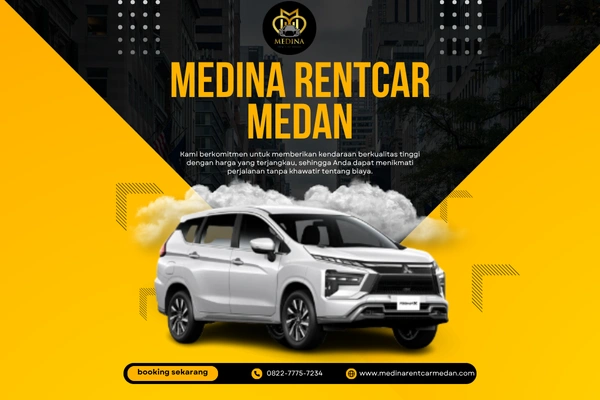 MEDINA
MEDINA RENTCAR
MEDAN
Kami berkomitmen untuk memberikan kendaraan berkualitas tinggi
dengan harga yang terjangkau, sehingga Anda dapat menikmati
perjalanan tanpa khawatir tentang biaya.
booking sekarang
0822-7775-7234
www.medinarentcarmedan.com